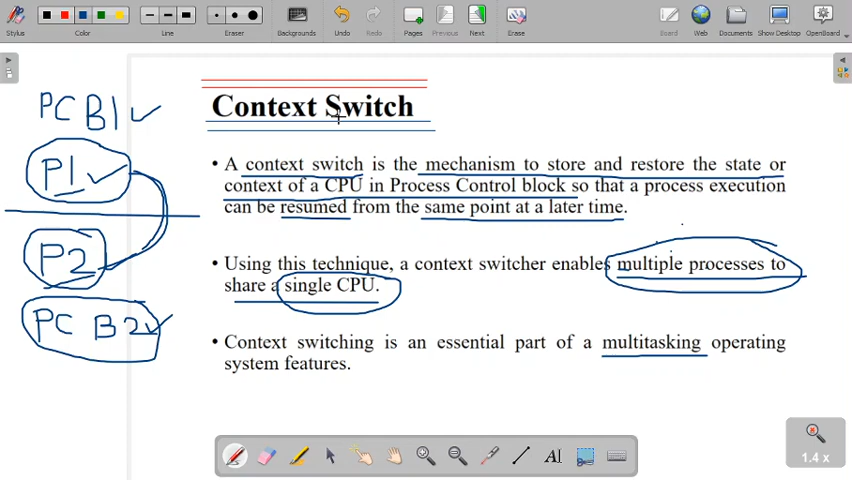 Stylus
Color
Line
Eraser
Backgrounds
Undo
Redo
Pages
Previous
Next
Erase
Board
Web
Documents
Show Desktop
OpenBoard
PCB1
P1
P2
PCB2
Context Switch
• A context switch is the mechanism to store and restore the state or
context of a CPU in Process Control block so that a process execution
can be resumed from the same point at a later time.
• Using this technique, a context switcher enables multiple processes to
share a single CPU.
• Context switching is an essential part of a multitasking operating
system features.
AI
1.4 x